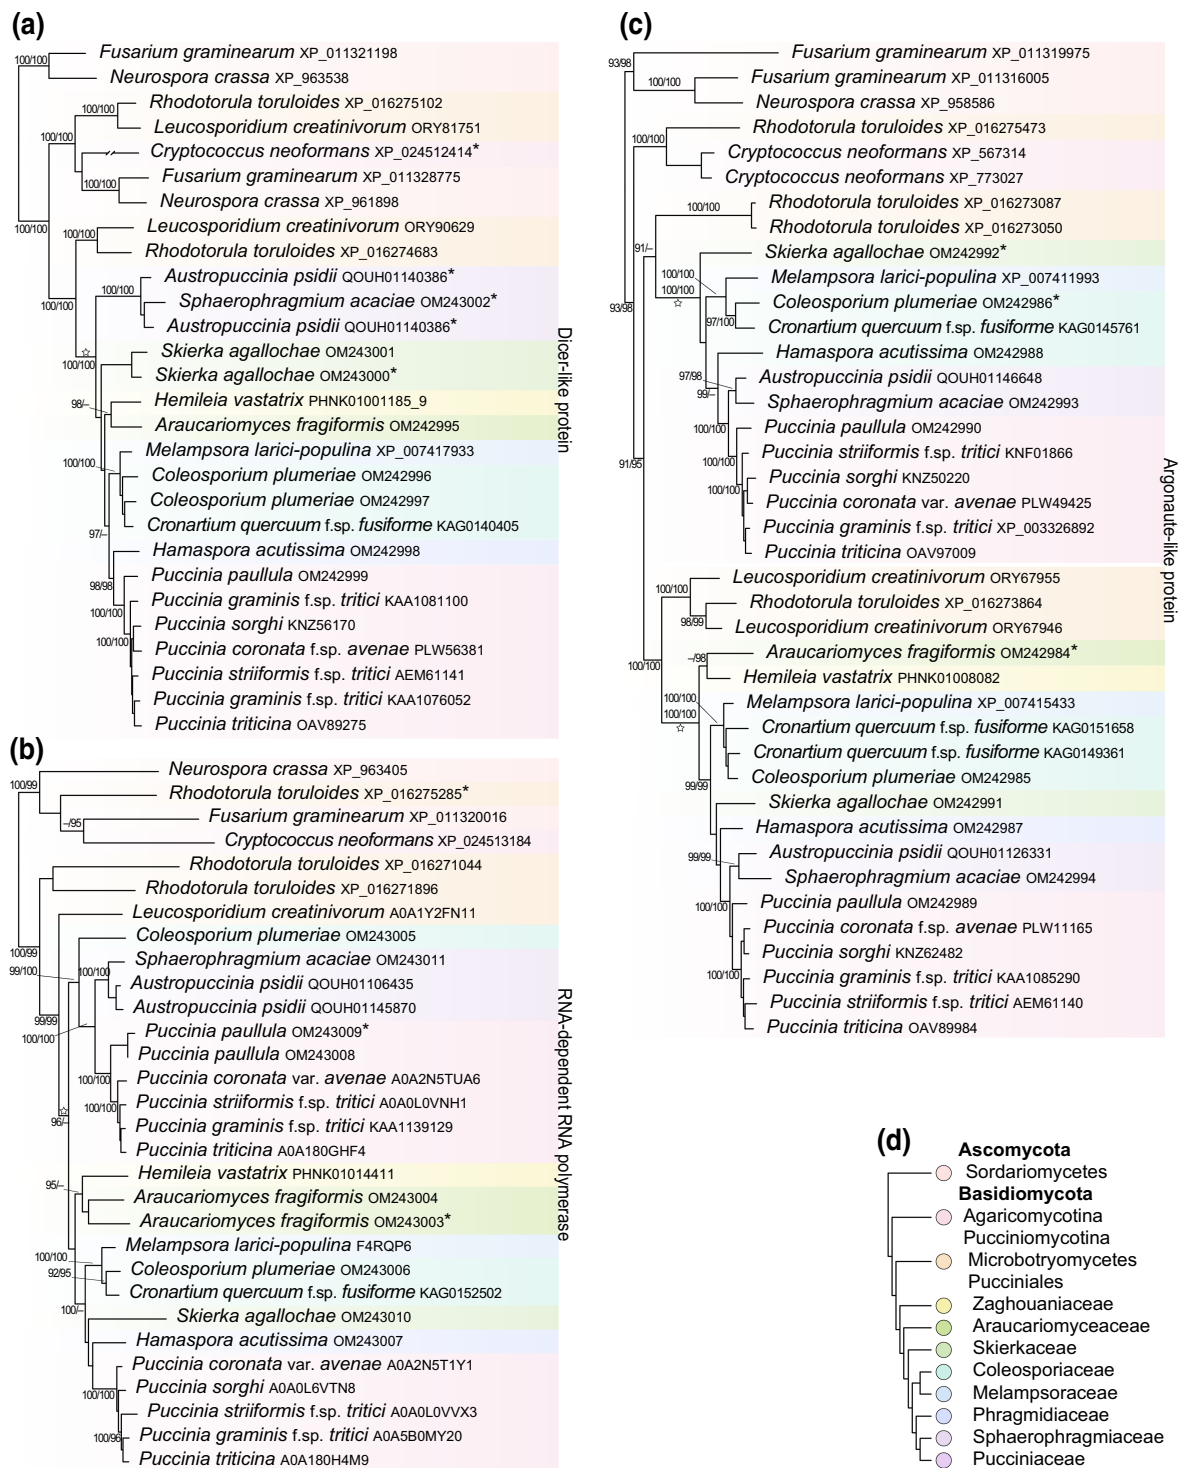 (a)
100/100
Fusarium graminearum XP_011321198
Neurospora crassa XP_963538
100/100
Rhodotorula toruloides XP_016275102
Leucosporidium creatinivorum ORY81751
100/100
Cryptococcus neoformans XP_024512414*
Fusarium graminearum XP_011328775
100/100
Neurospora crassa XP_961898
100/100
Leucosporidium creatinivorum ORY90629
100/100
Rhodotorula toruloides XP_016274683
Austropuccinia psidii QOUH01140386*
100/100
Sphaerophragmium acaciae OM243002*
100/100
Austropuccinia psidii QOUH01140386*
Skierka agallochae OM243001
100/100
Skierka agallochae OM243000*
98/–
Hemileia vastatrix PHNK01001185_9
Araucariomyces fragiformis OM242995
Melampsora larici-populina XP_007417933
100/100
Coleosporium plumeriae OM242996
Coleosporium plumeriae OM242997
Cronartium quercuum f.sp. fusiforme KAG0140405
97/–
Hamaspora acutissima OM242998
Puccinia paullula OM242999
98/98
Puccinia graminis f.sp. tritici KAA1081100
100/100
Puccinia sorghi KNZ56170
100/100
Puccinia coronata f.sp. avenae PLW56381
Puccinia striiformis f.sp. tritici AEM61141
Puccinia graminis f.sp. tritici KAA1076052
Puccinia triticina OAV89275
Dicer-like protein
(b)
Neurospora crassa XP_963405
100/99
Rhodotorula toruloides XP_016275285*
Fusarium graminearum XP_011320016
–/95
Cryptococcus neoformans XP_024513184
Rhodotorula toruloides XP_016271044
Rhodotorula toruloides XP_016271896
Leucosporidium creatinivorum A0A1Y2FN11
Coleosporium plumeriae OM243005
100/99
Sphaerophragmium acaciae OM243011
99/100
100/100
Austropuccinia psidii QOUH01106435
Austropuccinia psidii QOUH01145870
99/99
Puccinia paullula OM243009*
100/100
Puccinia paullula OM243008
100/100
Puccinia coronata var. avenae A0A2N5TUA6
Puccinia striiformis f.sp. tritici A0A0L0VNH1
100/100
Puccinia graminis f.sp. tritici KAA1139129
96/–
Puccinia triticina A0A180GHF4
Hemileia vastatrix PHNK01014411
95/–
Araucariomyces fragiformis OM243004
Araucariomyces fragiformis OM243003*
Melampsora larici-populina F4RQP6
100/100
Coleosporium plumeriae OM243006
92/95
Cronartium quercuum f.sp. fusiforme KAG0152502
100/–
Skierka agallochae OM243010
Hamaspora acutissima OM243007
Puccinia coronata var. avenae A0A2N5T1Y1
Puccinia sorghi A0A0L6VTN8
100/100
Puccinia striiformis f.sp. tritici A0A0L0VVX3
Puccinia graminis f.sp. tritici A0A5B0MY20
100/96
Puccinia triticina A0A180H4M9
RNA-dependent RNA polymerase
(c)
Fusarium graminearum XP_011319975
93/98
Fusarium graminearum XP_011316005
100/100
Neurospora crassa XP_958586
Rhodotorula toruloides XP_016275473
100/100
Cryptococcus neoformans XP_567314
Cryptococcus neoformans XP_773027
Rhodotorula toruloides XP_016273087
100/100
Rhodotorula toruloides XP_016273050
91/–
Skierka agallochae OM242992*
100/100
Melampsora larici-populina XP_007411993
100/100
Coleosporium plumeriae OM242986*
93/98
97/100
Cronartium quercuum f.sp. fusiforme KAG0145761
Hamaspora acutissima OM242988
97/98
Austropuccinia psidii QOUH01146648
99/–
Sphaerophragmium acaciae OM242993
Puccinia paullula OM242990
100/100
Puccinia striiformis f.sp. tritici KNF01866
100/100
Puccinia sorghi KNZ50220
91/95
100/100
Puccinia coronata var. avenae PLW49425
Puccinia graminis f.sp. tritici XP_003326892
Puccinia triticina OAV97009
Leucosporidium creatinivorum ORY67955
100/100
Rhodotorula toruloides XP_016273864
98/99
Leucosporidium creatinivorum ORY67946
Araucariomyces fragiformis OM242984*
100/100
–/98
Hemileia vastatrix PHNK01008082
100/100
Melampsora larici-populina XP_007415433
100/100
Cronartium quercuum f.sp. fusiforme KAG0151658
Cronartium quercuum f.sp. fusiforme KAG0149361
99/99
Coleosporium plumeriae OM242985
Skierka agallochae OM242991
Hamaspora acutissima OM242987
99/99
Austropuccinia psidii QOUH01126331
Sphaerophragmium acaciae OM242994
100/100
Puccinia paullula OM242989
Puccinia coronata f.sp. avenae PLW11165
Puccinia sorghi KNZ62482
100/100
Puccinia graminis f.sp. tritici KAA1085290
Puccinia striiformis f.sp. tritici AEM61140
Puccinia triticina OAV89984
Argonaute-like protein
(d)
Ascomycota
Sordariomycetes
Basidiomycota
Agaricomycotina
Pucciniomycotina
Microbotryomycetes
Pucciniales
Zaghouaniaceae
Araucariomyceaceae
Skierkaceae
Coleosporiaceae
Melampsoraceae
Phragmidiaceae
Sphaerophragmiaceae
Pucciniaceae